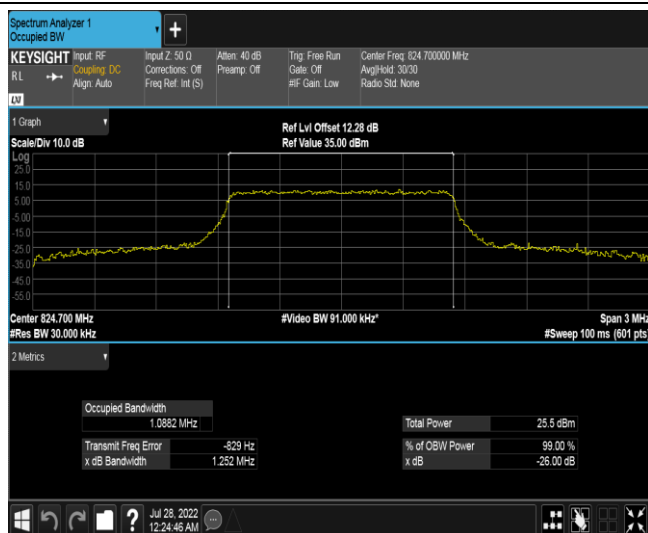 Spectrum Analyzer 1
Occupied BW
KEYSIGHT
Input: RF
Coupling: DC
Align: Auto
Input Z: 50 Ω
Corrections: Off
Freq Ref: Int (S)
Atten: 40 dB
Preamp: Off
Trig: Free Run
Gate: Off
#IF Gain: Low
Center Freq: 824.700000 MHz
Avg|Hold: 30/30
Radio Std: None
RL
LXI
1 Graph
Scale/Div 10.0 dB
Ref Lvl Offset 12.28 dB
Ref Value 35.00 dBm
Log
25.0
15.0
5.00
-5.00
-15.0
-25.0
-35.0
-45.0
-55.0
Center 824.700 MHz
#Video BW 91.000 kHz*
Span 3 MHz
#Res BW 30.000 kHz
#Sweep 100 ms (601 pts
2 Metrics
Occupied Bandwidth
1.0882 MHz
Total Power 25.5 dBm
Transmit Freq Error -829 Hz
% of OBW Power 99.00 %
x dB Bandwidth 1.252 MHz
x dB -26.00 dB
?
Jul 28, 2022
12:24:46 AM